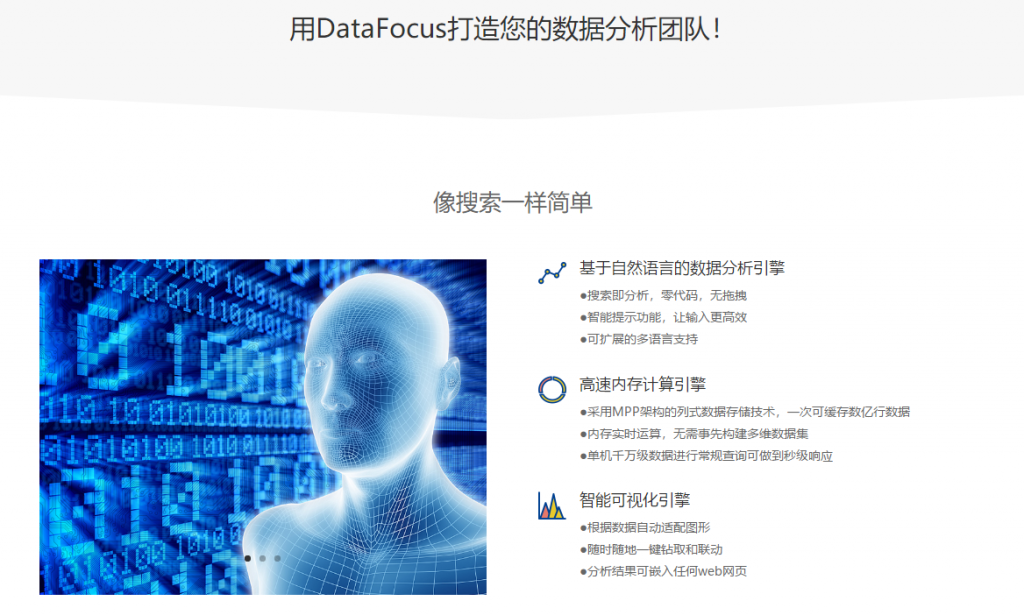 用DataFocus打造您的数据分析团队！
像搜索一样简单
基于自然语言的数据分析引擎
●搜索即分析，零代码，无拖拽
●智能提示功能，让输入更高效
●可扩展的多语言支持
高速内存计算引擎
●采用MPP架构的列式数据存储技术，一次可缓存数亿行数据
●内存实时运算，无需事先构建多维数据集
●单机千万级数据进行常规查询可做到秒级响应
智能可视化引擎
●根据数据自动适配图形
●随时随地一键钻取和联动
●分析结果可嵌入任何web网页